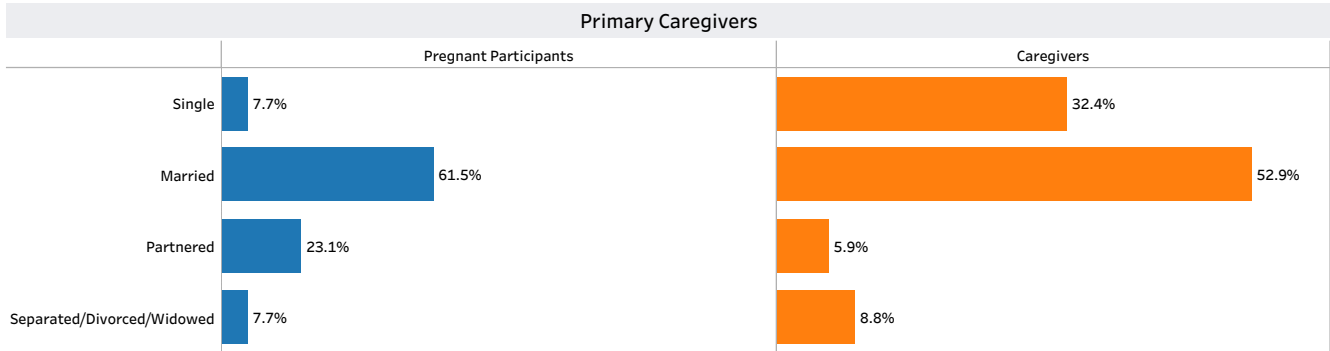 Primary Caregivers
Pregnant Participants Caregivers
Single 7.7% 32.4%
Married 61.5% 52.9%
Partnered 23.1% 5.9%
Separated/Divorced/Widowed 7.7% 8.8%